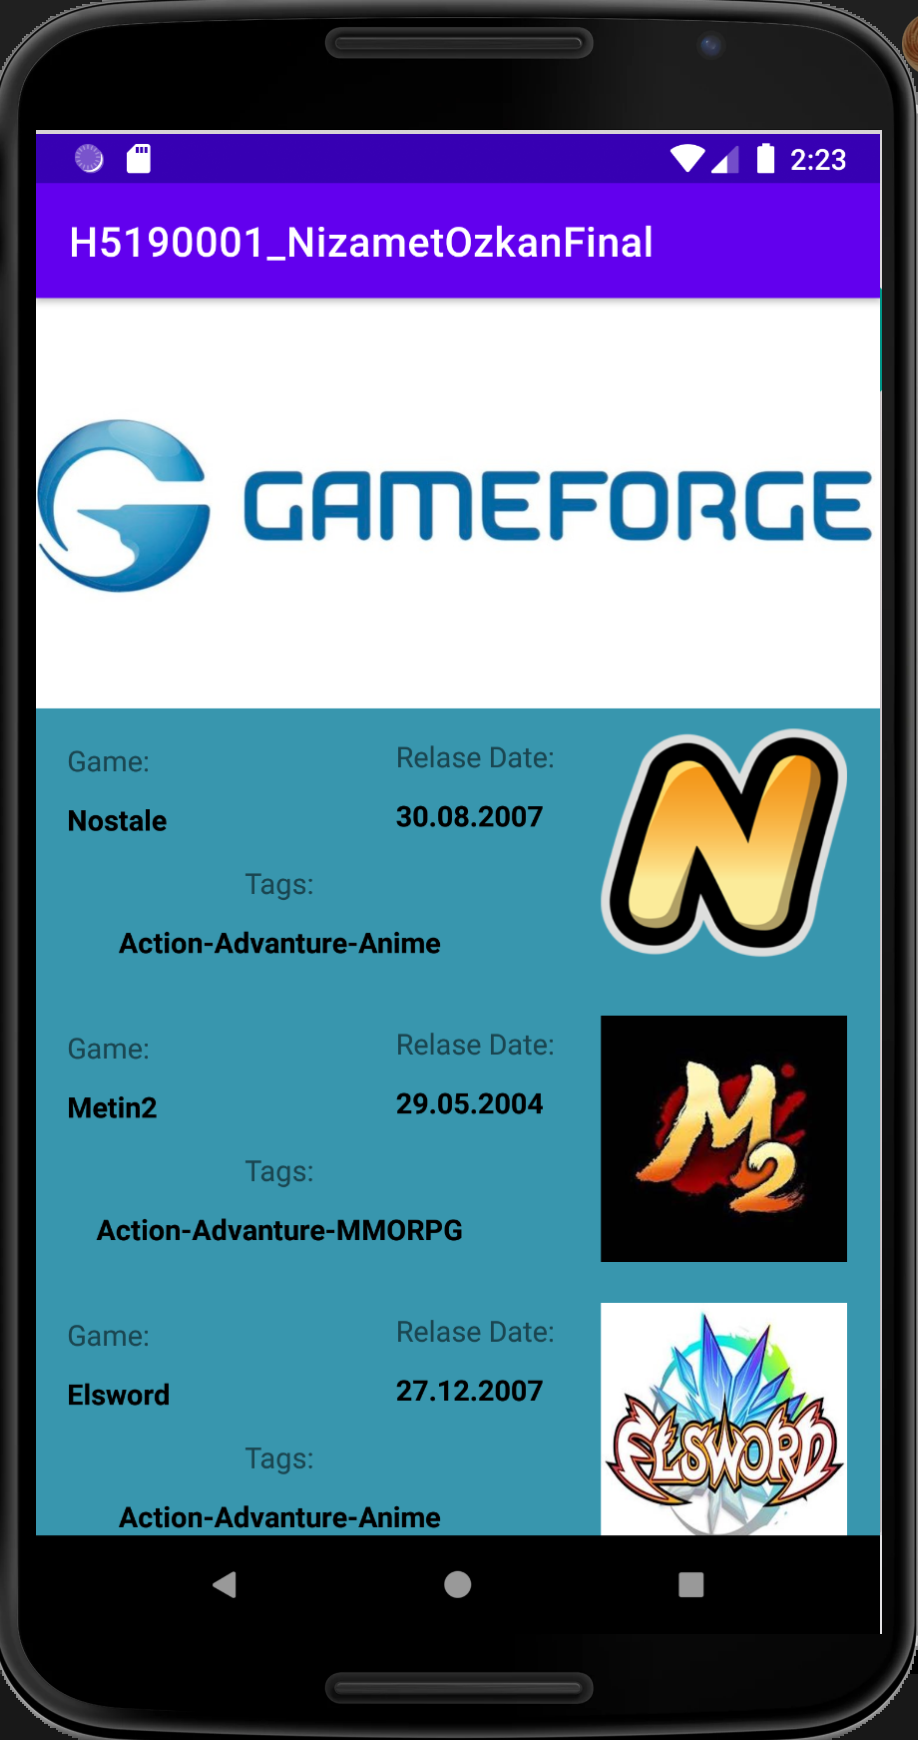 2:23
H5190001_NizametOzkanFinal
GAMEFORGE
Game:
Relase Date:
Nostale
30.08.2007
Tags:
Action-Advanture-Anime
N
Game:
Relase Date:
Metin2
29.05.2004
Tags:
Action-Advanture-MMORPG
M2
Game:
Relase Date:
Elsword
27.12.2007
Tags:
Action-Advanture-Anime
ELSWORD